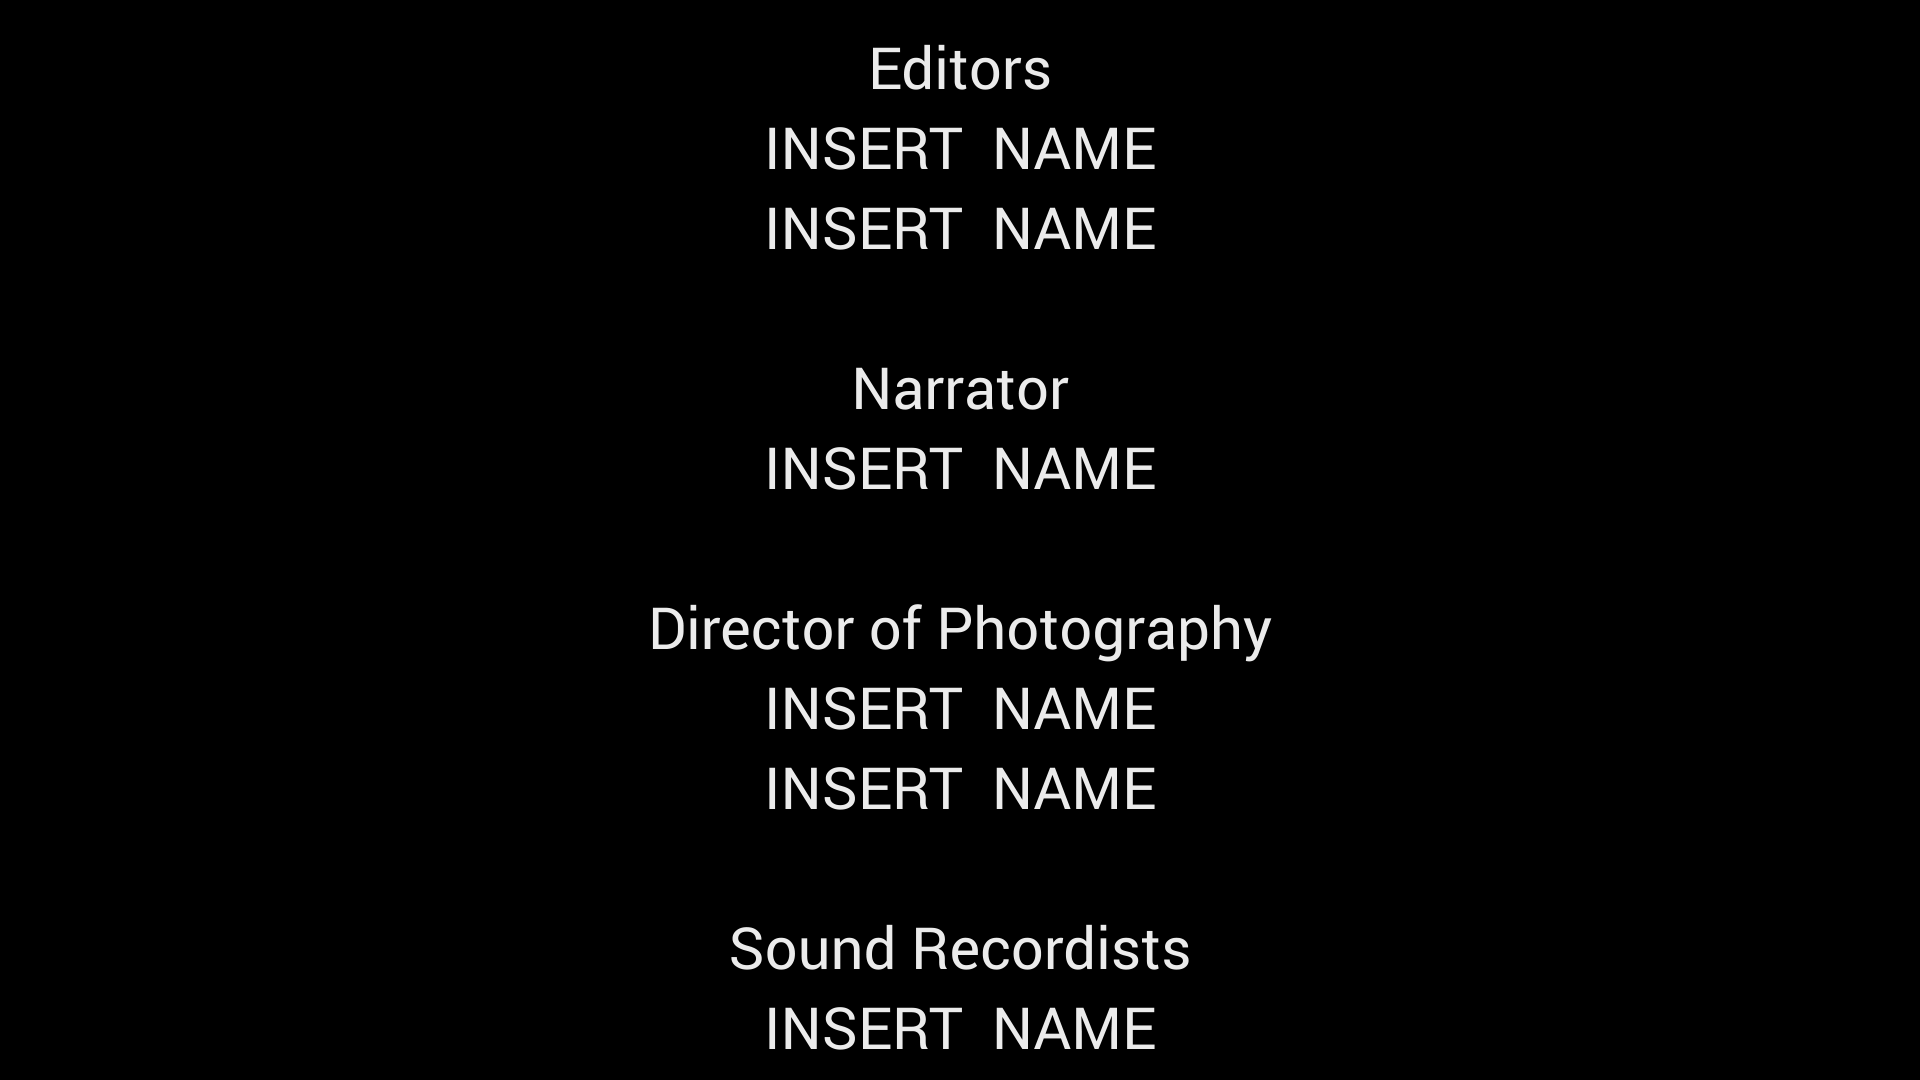 Editors
INSERT  NAME
INSERT  NAME
Narrator
INSERT  NAME
Director of Photography
INSERT  NAME
INSERT  NAME
Sound Recordists
INSERT  NAME